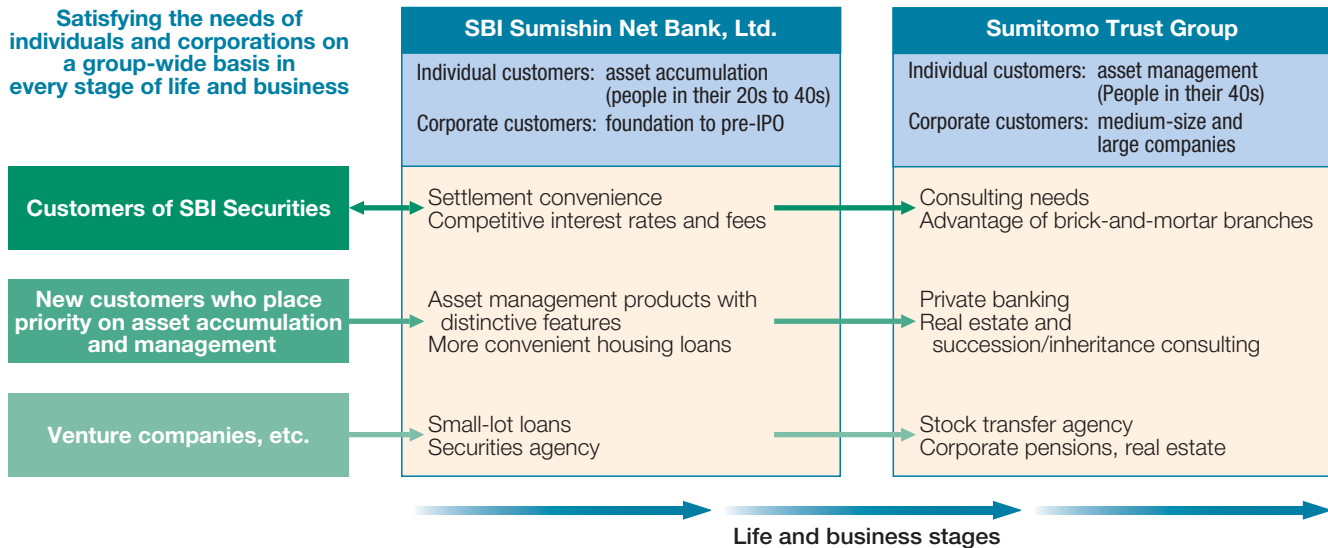 Satisfying the needs of
individuals and corporations on
a group-wide basis in
every stage of life and business
SBI Sumishin Net Bank, Ltd.
Individual customers: asset accumulation
(people in their 20s to 40s)
Corporate customers: foundation to pre-IPO
Sumitomo Trust Group
Individual customers: asset management
(People in their 40s)
Corporate customers: medium-size and
large companies
Customers of SBI Securities
Settlement convenience
Competitive interest rates and fees
Consulting needs
Advantage of brick-and-mortar branches
New customers who place
priority on asset accumulation
and management
Asset management products with
distinctive features
More convenient housing loans
Private banking
Real estate and
succession/inheritance consulting
Venture companies, etc.
Small-lot loans
Securities agency
Stock transfer agency
Corporate pensions, real estate
Life and business stages